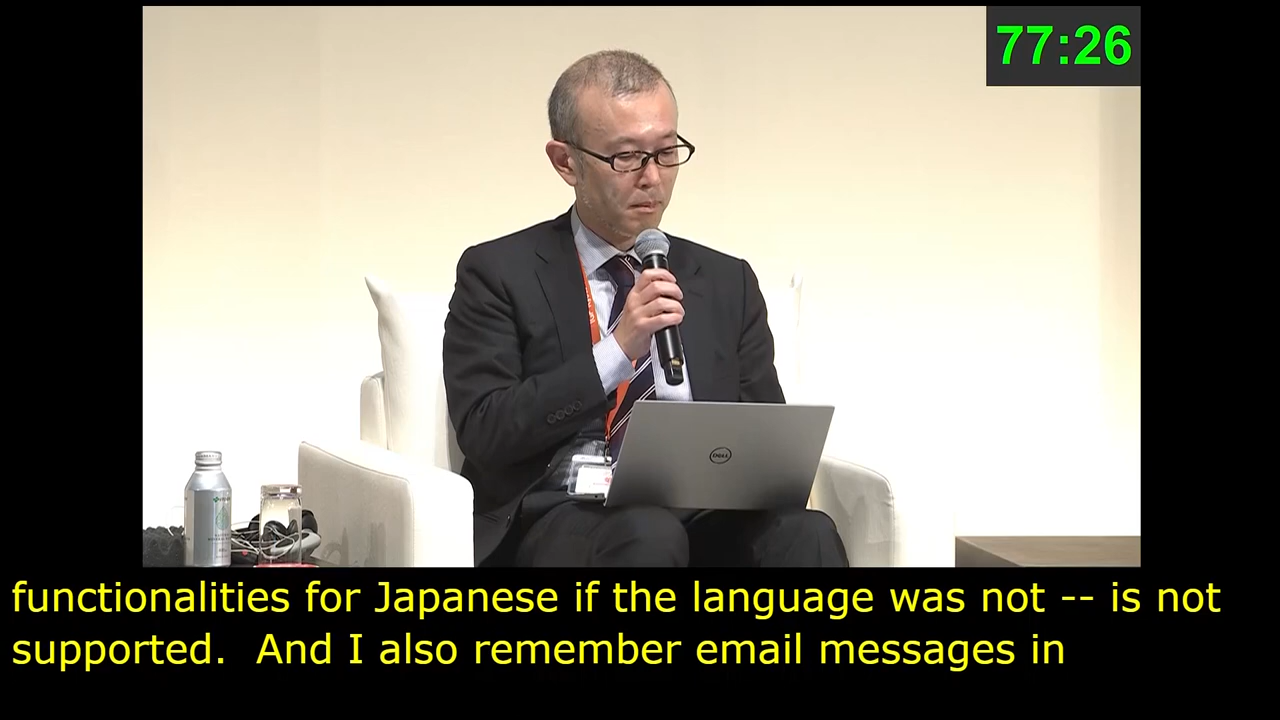 77:26
DELL
functionalities for Japanese if the language was not -- is not
supported.  And I also remember email messages in